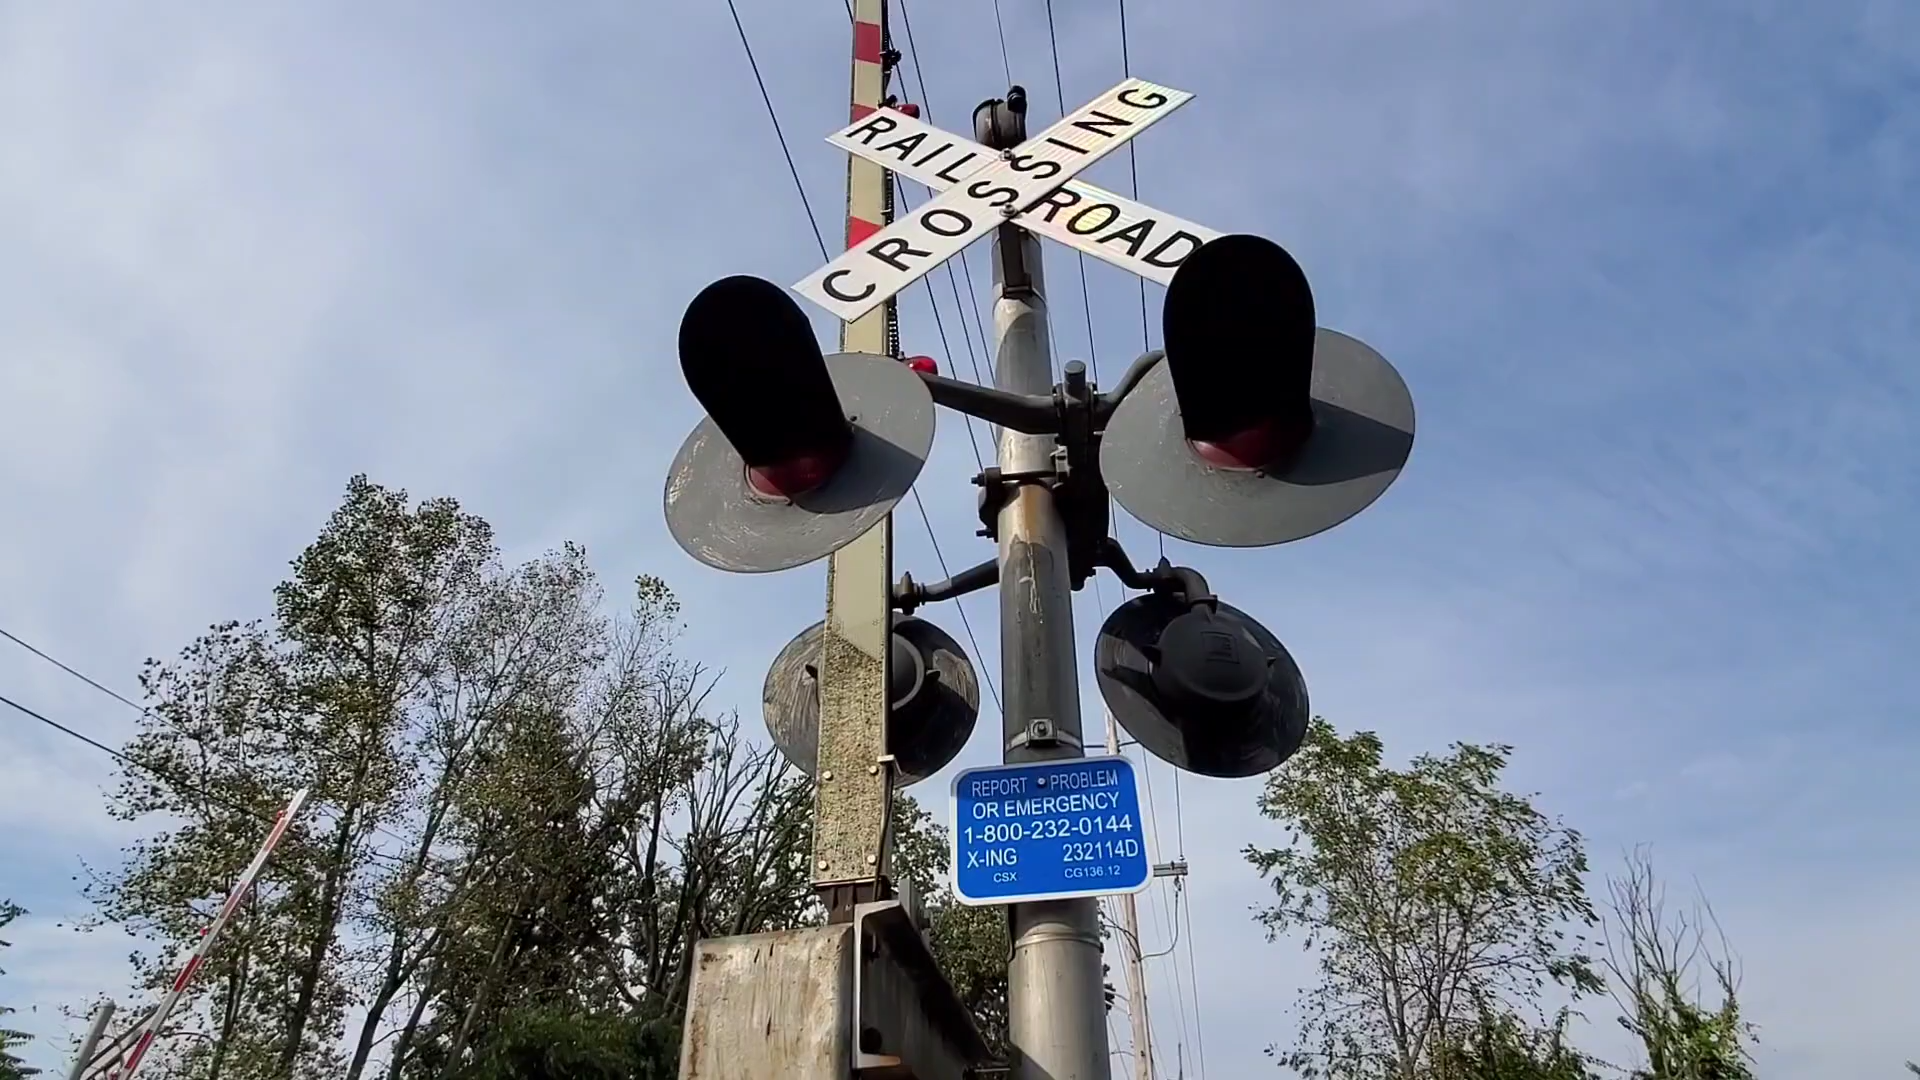 RAILROAD
CROSSING
REPORT PROBLEM
OR EMERGENCY
1-800-232-0144
X-ING 232114D
CSX CG136.12